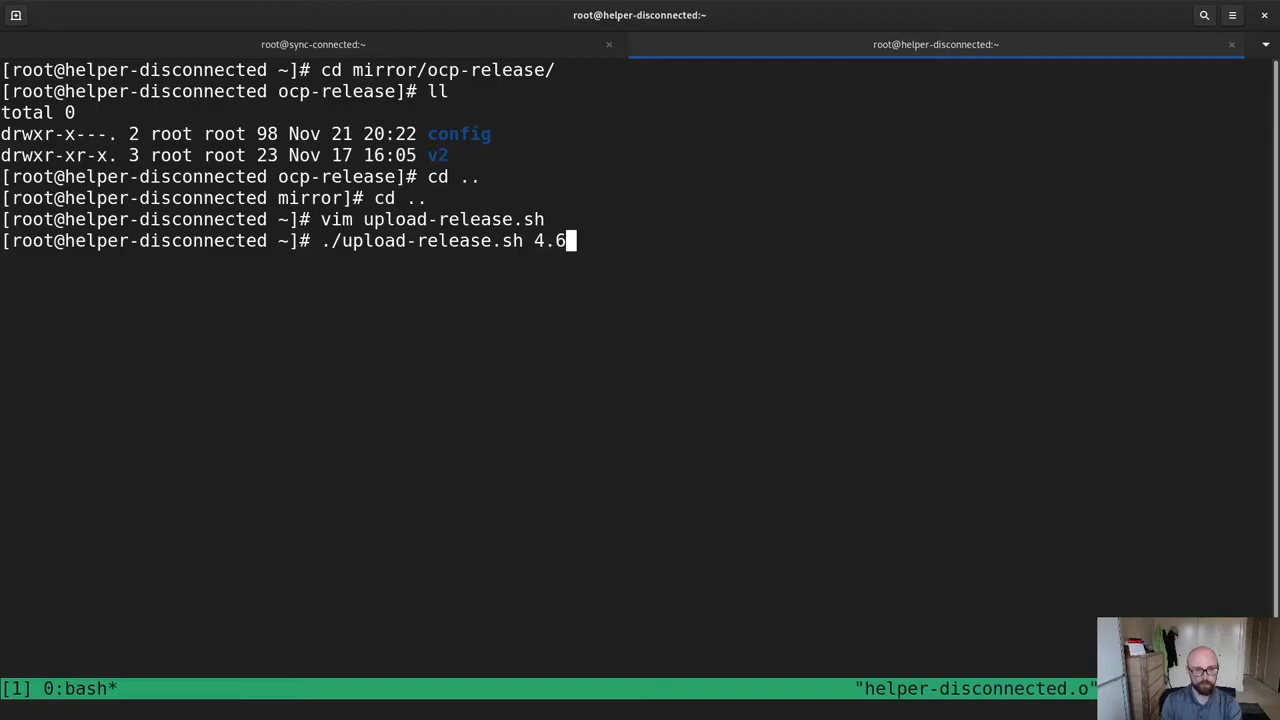 root@helper-disconnected:~
root@sync-connected:~
root@helper-disconnected:~
[root@helper-disconnected ~]# cd mirror/ocp-release/
[root@helper-disconnected ocp-release]# ll
total 0
drwxr-x---. 2 root root 98 Nov 21 20:22 config
drwxr-xr-x. 3 root root 23 Nov 17 16:05 v2
[root@helper-disconnected ocp-release]# cd ..
[root@helper-disconnected mirror]# cd ..
[root@helper-disconnected ~]# vim upload-release.sh
[root@helper-disconnected ~]# ./upload-release.sh 4.6
[1] 0:bash* "helper-disconnected.o"